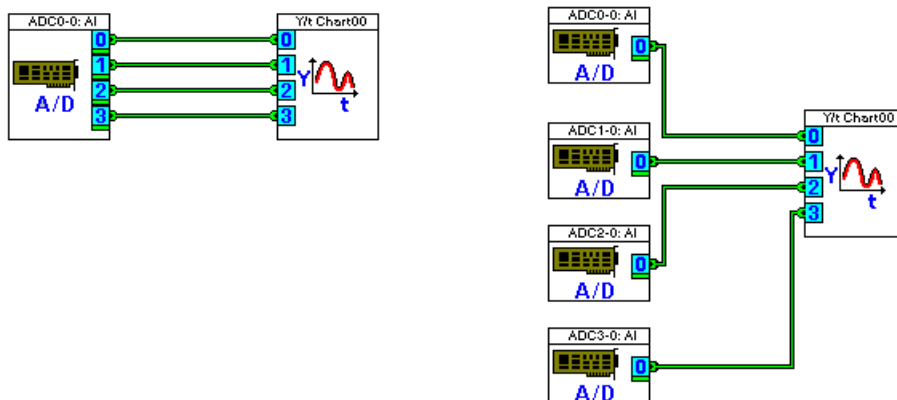 ADC0-0: AI
0
1
2
3
A/D
Y/t Chart00
0
1
2
3
Y
t
ADC0-0: AI
0
A/D
ADC1-0: AI
0
A/D
ADC2-0: AI
0
A/D
ADC3-0: AI
0
A/D
Y/t Chart00
0
1
2
3
Y
t